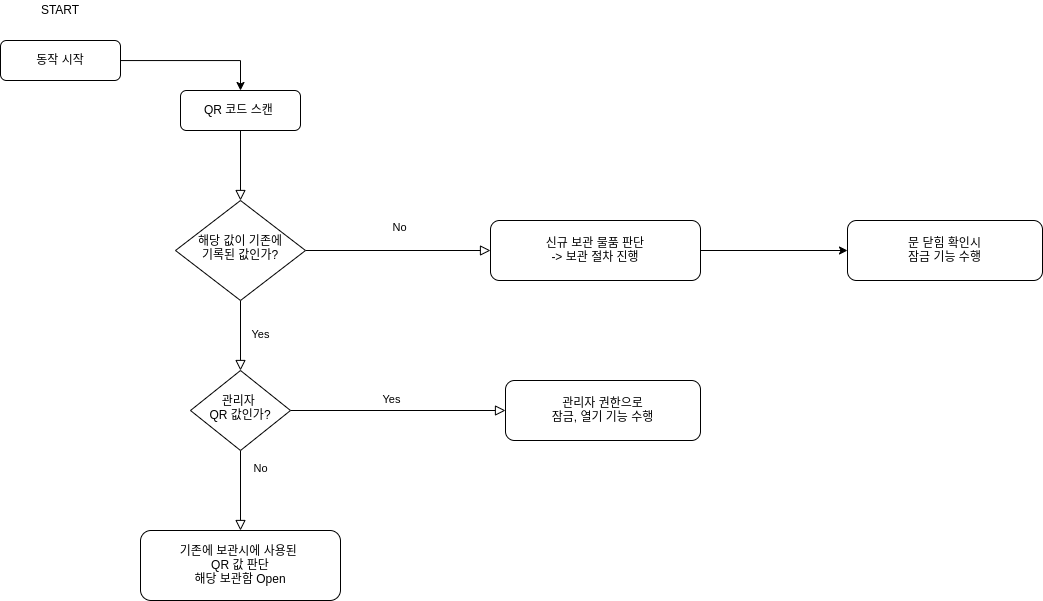 START
동작 시작
QR 코드 스캔
해당 값이 기존에
기록된 값인가?
No
신규 보관 물품 판단
-> 보관 절차 진행
문 닫힘 확인시
잠금 기능 수행
Yes
관리자
QR 값인가?
Yes
관리자 권한으로
잠금, 열기 기능 수행
No
기존에 보관시에 사용된
QR 값 판단
해당 보관함 Open